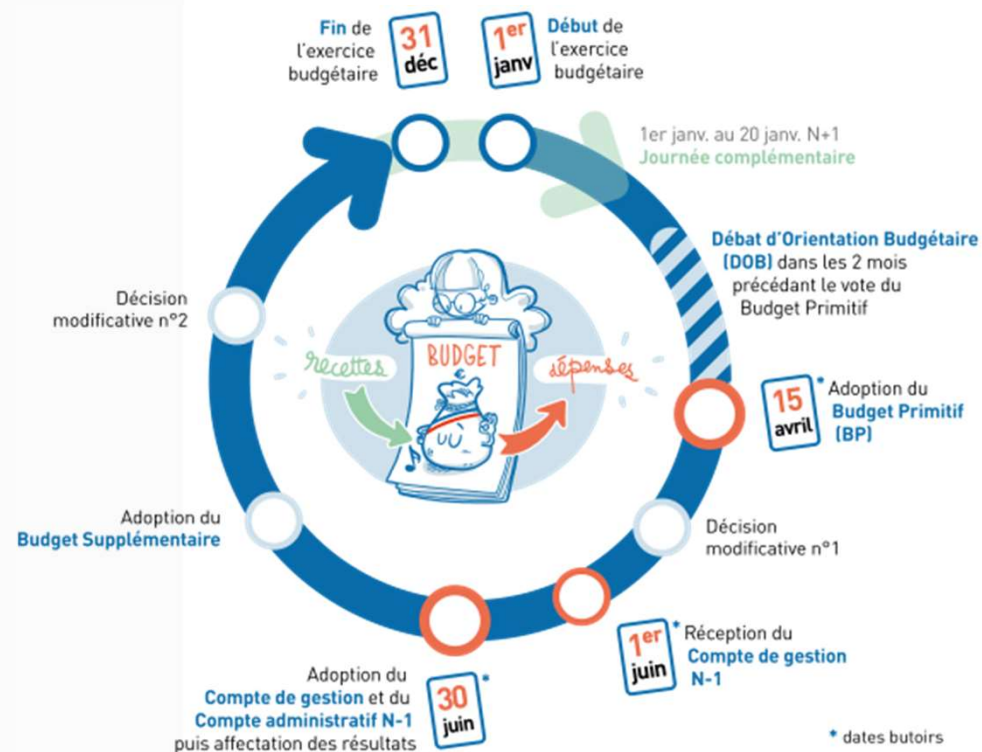 Fin de
l'exercice
budgétaire
31
déc
1er
janv
Début de
l'exercice
budgétaire
1er janv. au 20 janv. N+1
Journée complémentaire
Débat d'Orientation Budgétaire
(DOB) dans les 2 mois
précédant le vote du
Budget Primitif
15
avril
*
Adoption du
Budget Primitif
(BP)
Décision
modificative n°1
1er
juin
*
Réception du
Compte de gestion
N-1
Adoption du
Compte de gestion et du
Compte administratif N-1
puis affectation des résultats
30
juin
*
Adoption du
Budget Supplémentaire
Décision
modificative n°2
recettes
BUDGET
€
dépenses
* dates butoirs